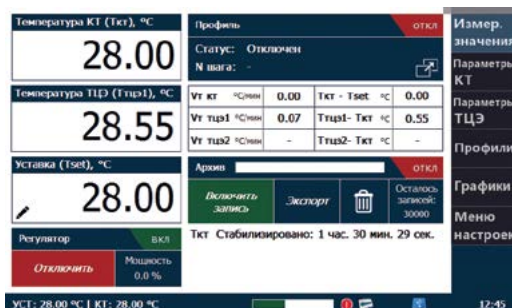 Температура КТ (Ткт), °C
28.00
Температура ТЦЭ (Ттцэ1), °C
28.55
Уставка (Tset), °C
28.00
Регулятор ВКЛ
Отключить
Мощность
0.0 %
Профиль ОТКЛ
Статус: Отключен
N шага: -
Vт кт °C/мин 0.00 Ткт - Tset °C 0.00
Vт тцэ1 °C/мин 0.07 Ттцэ1- Ткт °C 0.55
Vт тцэ2 °C/мин - Ттцэ2- Ткт °C -
Архив ОТКЛ
Включить
запись
Экспорт
Осталось
записей:
30000
Ткт Стабилизировано: 1 час. 30 мин. 29 сек.
Измер.
значения
Параметры
КТ
Параметры
ТЦЭ
Профили
Графики
Меню
настроек
УСТ: 28.00 °C | КТ: 28.00 °C
12:45